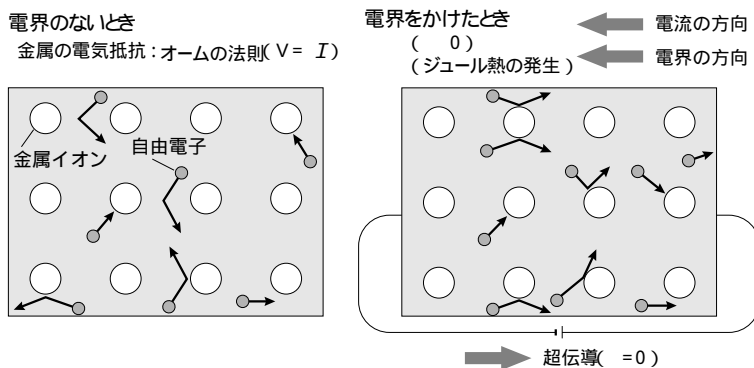 電界のないとき
金属の電気抵抗：オームの法則( V =  I )
金属イオン
自由電子
電界をかけたとき
(   0 )
( ジュール熱の発生 )
電流の方向
電界の方向
超伝導(  =0 )